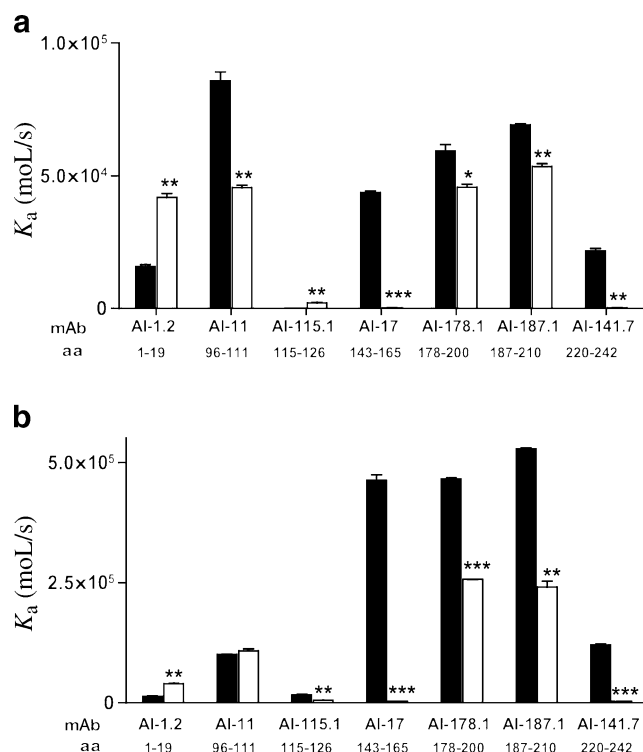 a
1.0×10⁵
5.0×10⁴
0
Kₐ (moL/s)
** ** ** *** * ** **
mAb AI-1.2 AI-11 AI-115.1 AI-17 AI-178.1 AI-187.1 AI-141.7
aa 1-19 96-111 115-126 143-165 178-200 187-210 220-242
b
5.0×10⁵
2.5×10⁵
0
Kₐ (moL/s)
** ** *** *** ** ***
mAb AI-1.2 AI-11 AI-115.1 AI-17 AI-178.1 AI-187.1 AI-141.7
aa 1-19 96-111 115-126 143-165 178-200 187-210 220-242